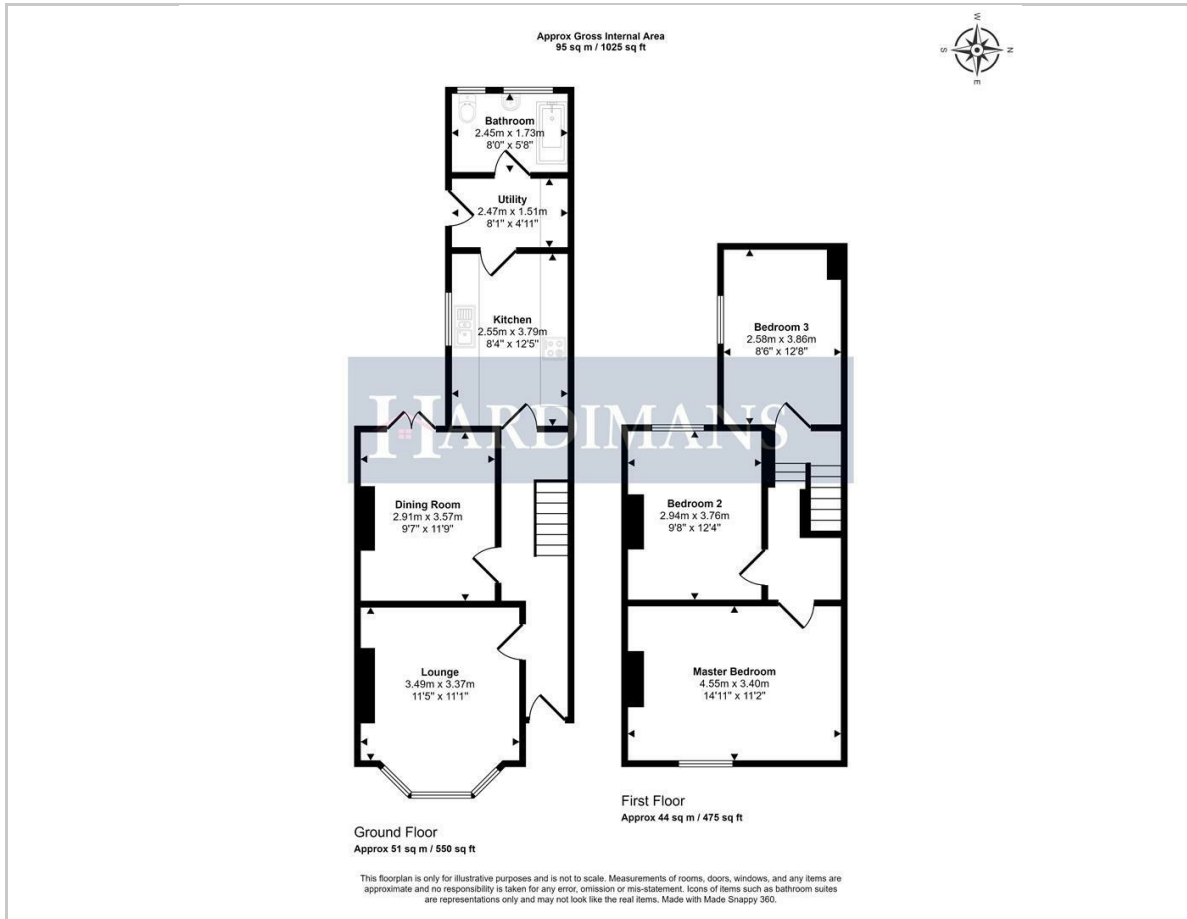 Approx Gross Internal Area
95 sq m / 1025 sq ft
W
S
N
E
Bathroom
2.45m x 1.73m
8'0" x 5'8"
Utility
2.47m x 1.51m
8'1" x 4'11"
Kitchen
2.55m x 3.79m
8'4" x 12'5"
Bedroom 3
2.58m x 3.86m
8'6" x 12'8"
HARDIMANS
Dining Room
2.91m x 3.57m
9'7" x 11'9"
Bedroom 2
2.94m x 3.76m
9'8" x 12'4"
Lounge
3.49m x 3.37m
11'5" x 11'1"
Master Bedroom
4.55m x 3.40m
14'11" x 11'2"
First Floor
Approx 44 sq m / 475 sq ft
Ground Floor
Approx 51 sq m / 550 sq ft
This floorplan is only for illustrative purposes and is not to scale. Measurements of rooms, doors, windows, and any items are
approximate and no responsibility is taken for any error, omission or mis-statement. Icons of items such as bathroom suites
are representations only and may not look like the real items. Made with Made Snappy 360.